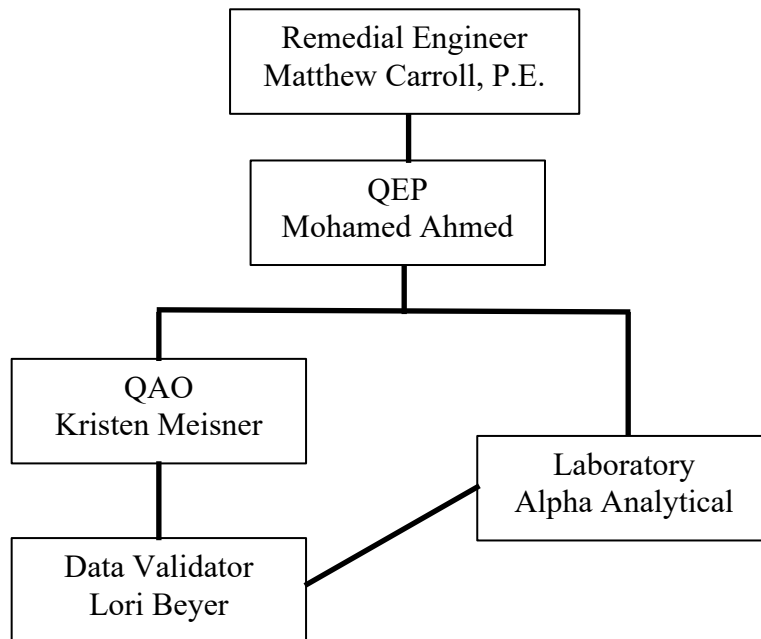 Remedial Engineer
Matthew Carroll, P.E.
QEP
Mohamed Ahmed
QAO
Kristen Meisner
Laboratory
Alpha Analytical
Data Validator
Lori Beyer